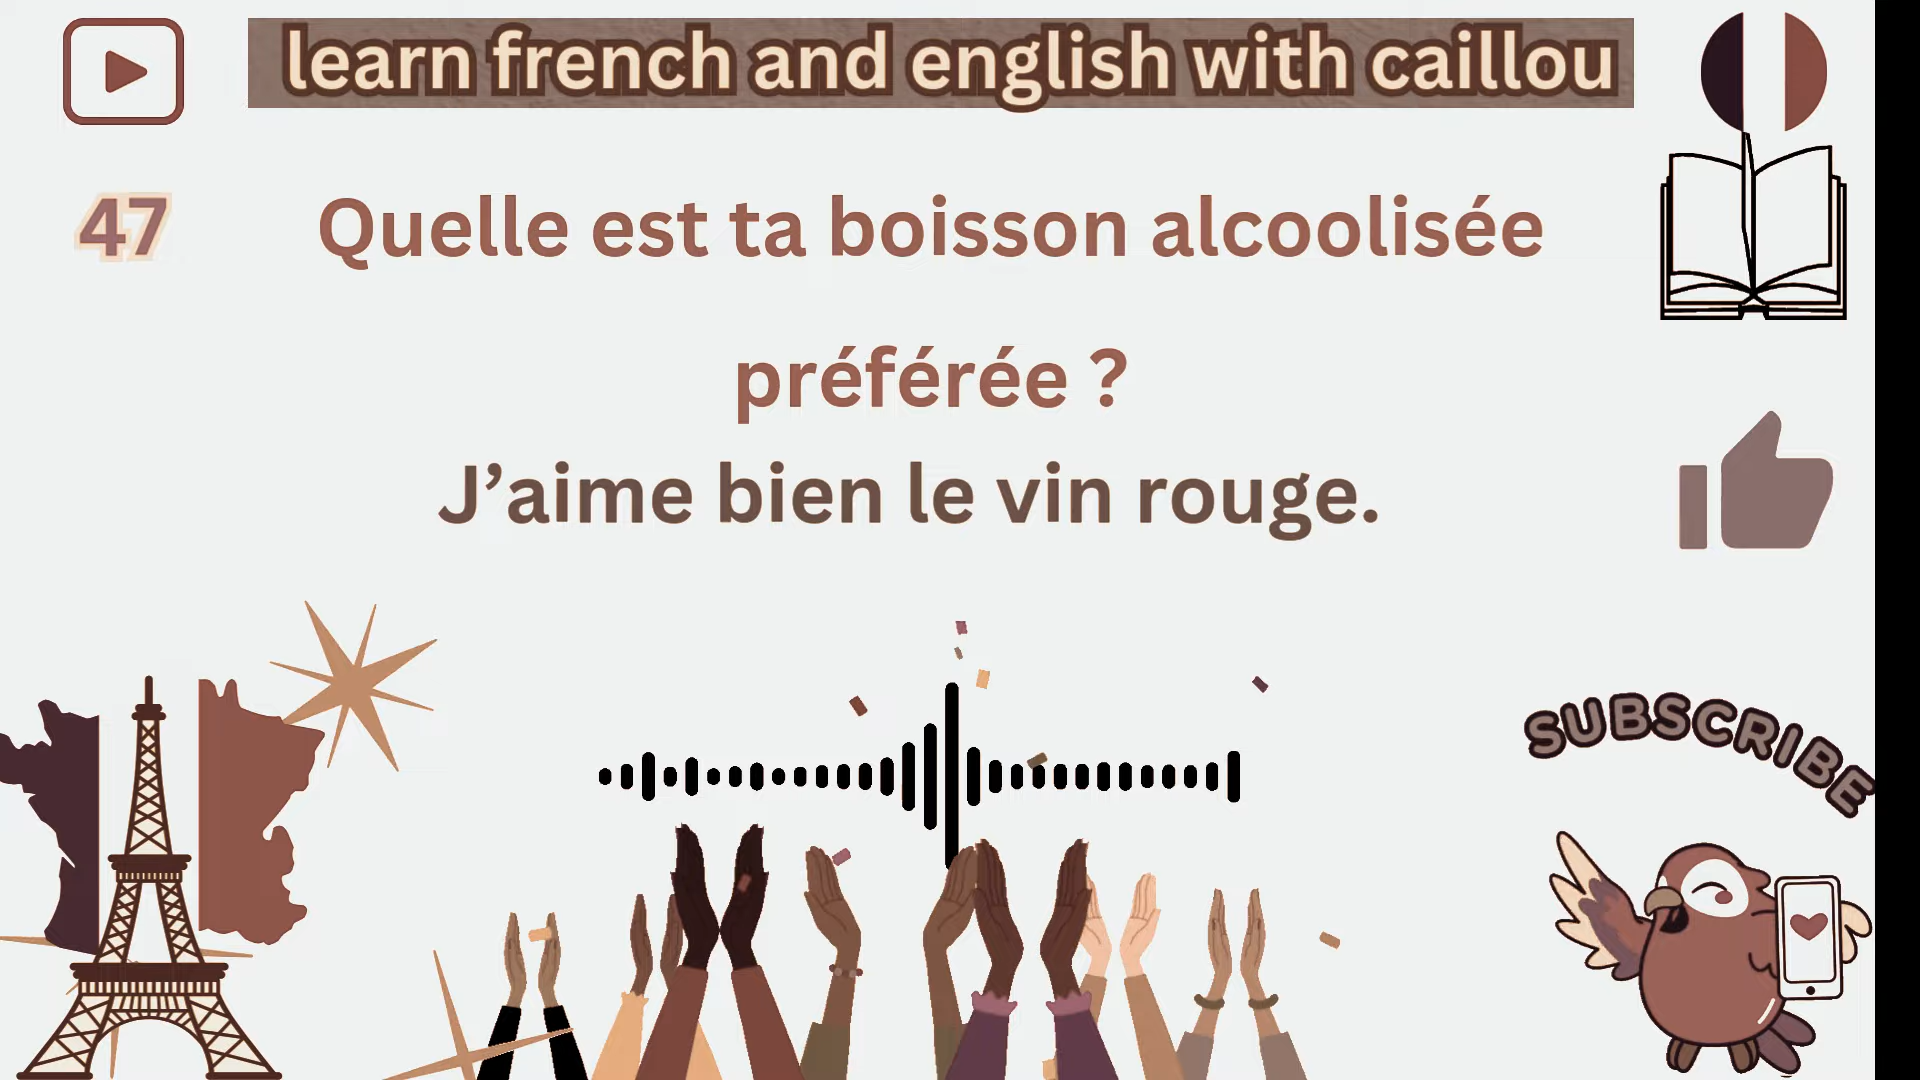 learn french and english with caillou
47
Quelle est ta boisson alcoolisée
préférée ?
J’aime bien le vin rouge.
SUBSCRIBE